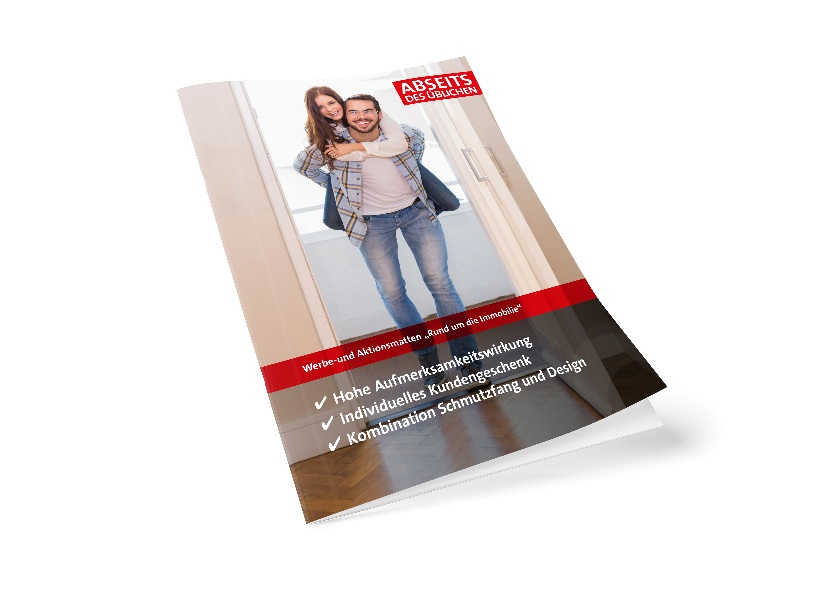 ABSEITS
DES ÜBLICHEN
Werbe-und Aktionsmatten „Rund um die Immobilie“
✔ Hohe Aufmerksamkeitswirkung
✔ Individuelles Kundengeschenk
✔ Kombination Schmutzfang und Design